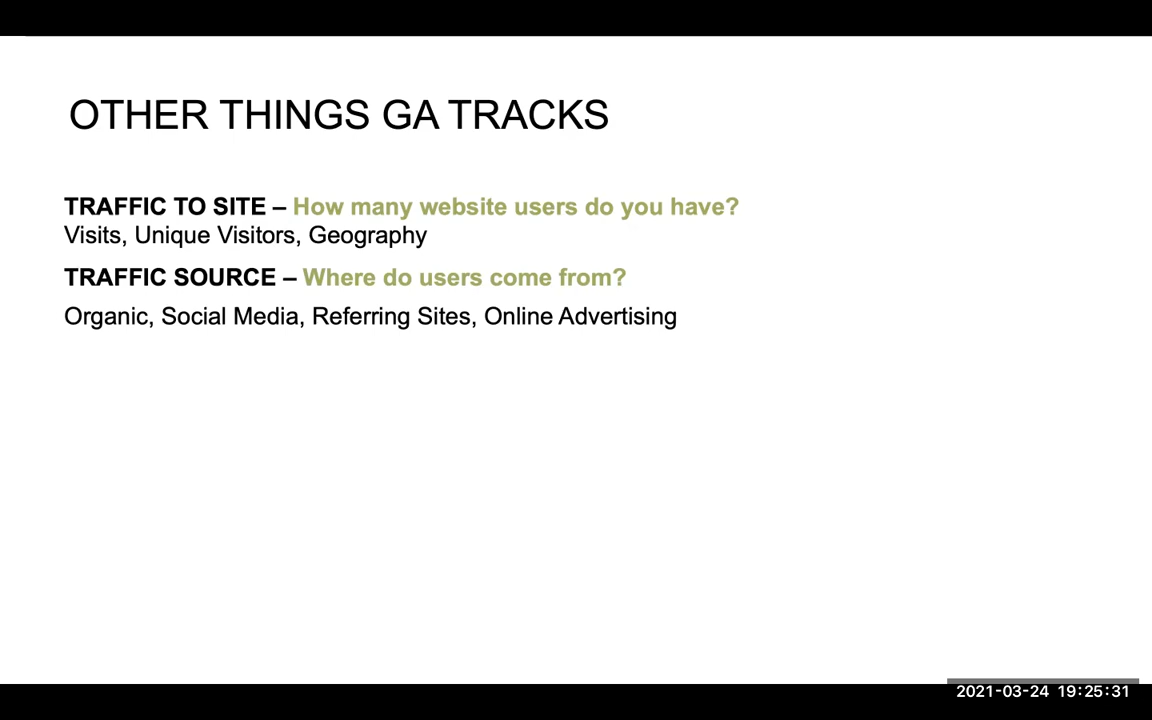 OTHER THINGS GA TRACKS
TRAFFIC TO SITE – How many website users do you have?
Visits, Unique Visitors, Geography
TRAFFIC SOURCE – Where do users come from?
Organic, Social Media, Referring Sites, Online Advertising
2021-03-24 19:25:31